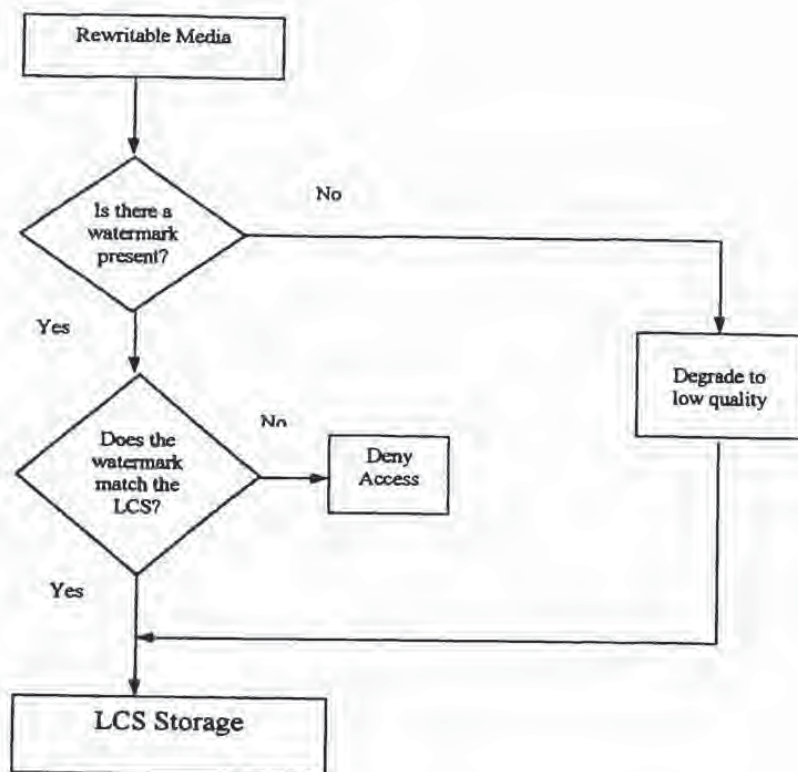 Rewritable Media
No
Is there a
watermark
present?
Yes
Degrade to
low quality
No
Does the
watermark
match the
LCS?
Deny
Access
Yes
LCS Storage